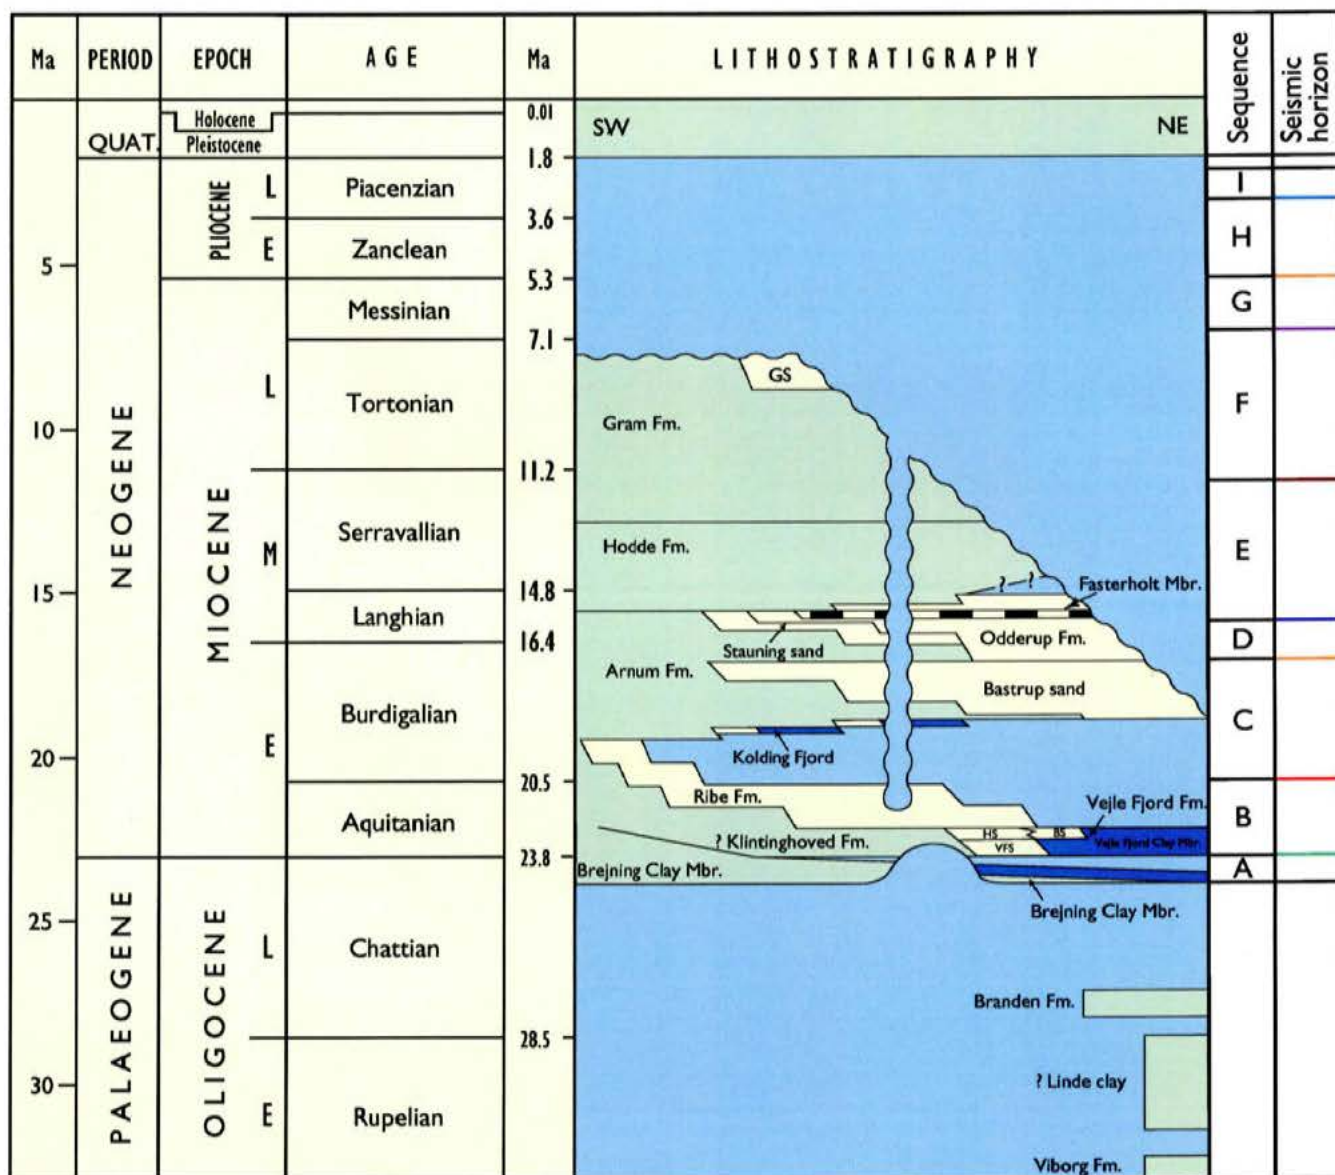 Ma PERIOD EPOCH AGE Ma LITHOSTRATIGRAPHY Sequence Seismic horizon
Holocene 0.01
SW NE
QUAT. Pleistocene
1.8
PLIOCENE L Piacenzian I
3.6
E Zanclean H
5
5.3
Messinian G
7.1
NEOGENE
MIOCENE
GS
L Tortonian F
Gram Fm.
10
11.2
Serravallian
M
Hodde Fm.
E
? ?
Fasterholt Mbr.
15
14.8
Langhian
Stauning sand
Odderup Fm.
D
16.4
Arnum Fm.
Bastrup sand
Burdigalian
C
E
Kolding Fjord
20
20.5
Ribe Fm.
Vejle Fjord Fm.
Aquitanian
B
HS BS
VFS
Vejle Fjord Clay Mbr.
? Klintinghoved Fm.
23.8
Brejning Clay Mbr.
A
Brejning Clay Mbr.
25
PALAEOGENE
OLIGOCENE
L Chattian
Branden Fm.
28.5
30
? Linde clay
E Rupelian
Viborg Fm.